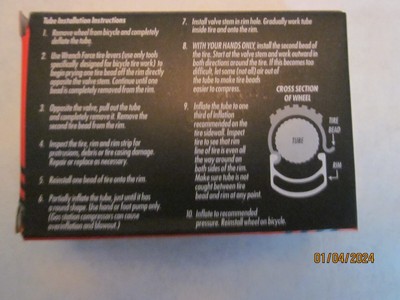 Tube Installation Instructions
1. Remove wheel from bicycle and completely
deflate the tube.
2. Use Wrench Force tire levers (use only tools
specifically designed for bicycle tire work) to
begin prying one tire bead off the rim directly
opposite the valve stem. Continue until one
bead is completely removed from the rim.
3. Opposite the valve, pull out the tube
and completely remove it. Remove the
second tire bead from the rim.
4. Inspect the tire, rim and rim strip for
protrusions, debris or tire casing damage.
Repair or replace as necessary.
5. Reinstall one bead of tire onto the rim.
6. Partially inflate the tube, just until it has
a round shape. Use hand or foot pump only.
(Gas station compressors can cause
overinflation and blowout.)
7. Install valve stem in rim hole. Gradually work tube
inside tire and onto the rim.
8. WITH YOUR HANDS ONLY, install the second bead of
the tire. Start at the valve stem and work outward in
both directions around the tire. If this becomes too
difficult, let some (not all) air out of
the tube to make tire beads
easier to compress.
9. Inflate the tube to one
third of inflation
recommended on the
tire sidewall. Inspect
tire to see that rim
line of tire is even all
the way around on
both sides of the rim.
Make sure tube is not
caught between tire
bead and rim at any point.
10. Inflate to recommended
pressure. Reinstall wheel on bicycle.
CROSS SECTION
OF WHEEL
TUBE
TIRE
BEAD
RIM
01/04/2024